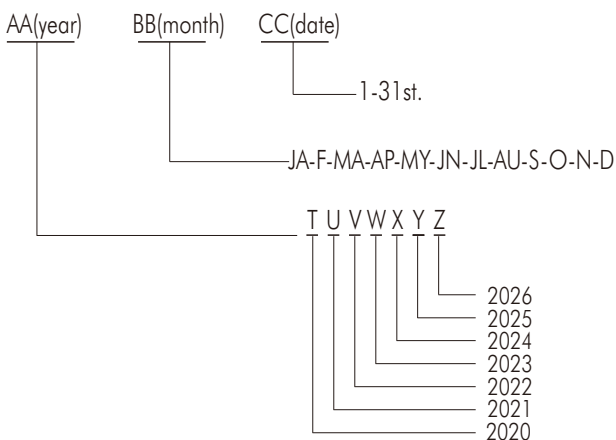 AA(year) BB(month) CC(date)
1-31st.
JA-F-MA-AP-MY-JN-JL-AU-S-O-N-D
T U V W X Y Z
2026
2025
2024
2023
2022
2021
2020